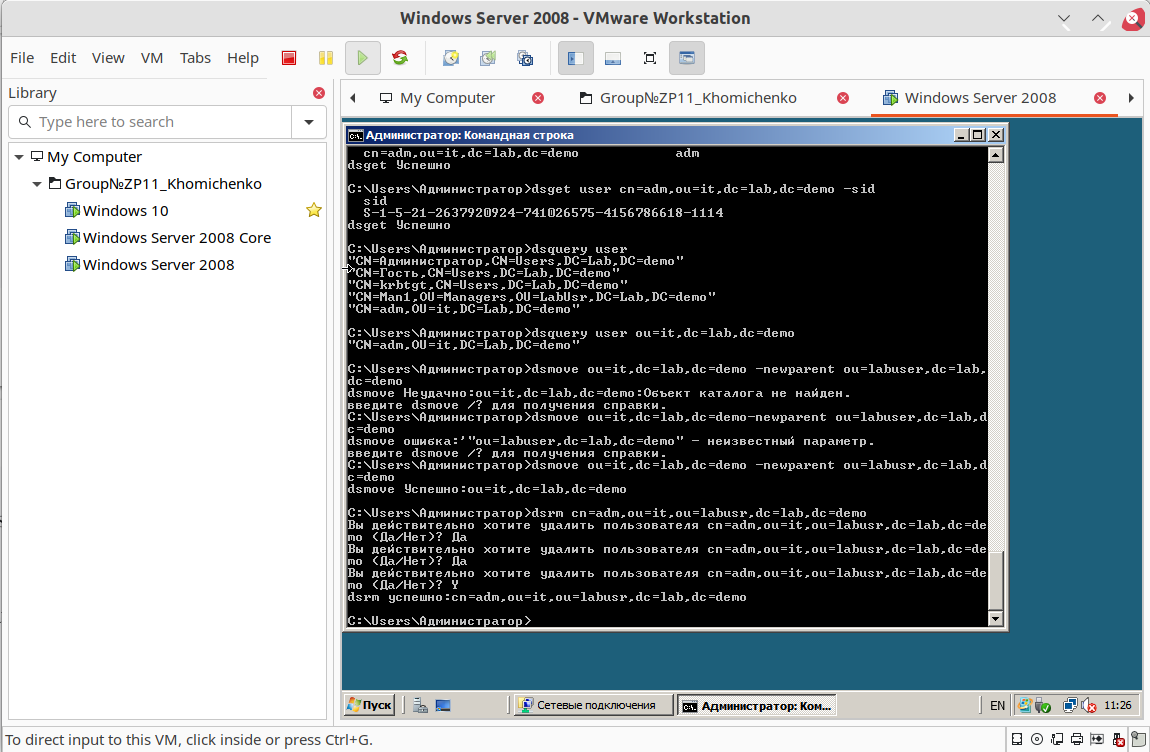 Windows Server 2008 - VMware Workstation
File Edit View VM Tabs Help
Library
Type here to search
My Computer
Group№ZP11_Khomichenko
Windows 10
Windows Server 2008 Core
Windows Server 2008
My Computer Group№ZP11_Khomichenko Windows Server 2008
Администратор: Командная строка
cn=adm,ou=it,dc=lab,dc=demo adm
dsget Успешно
C:\Users\Администратор>dsget user cn=adm,ou=it,dc=lab,dc=demo -sid
sid
S-1-5-21-2637920924-741026575-4156786618-1114
dsget Успешно
C:\Users\Администратор>dsquery user
"CN=Администратор,CN=Users,DC=Lab,DC=demo"
"CN=Гость,CN=Users,DC=Lab,DC=demo"
"CN=krbtgt,CN=Users,DC=Lab,DC=demo"
"CN=Man1,OU=Managers,OU=LabUsr,DC=Lab,DC=demo"
"CN=adm,OU=it,DC=Lab,DC=demo"
C:\Users\Администратор>dsquery user ou=it,dc=lab,dc=demo
"CN=adm,OU=it,DC=Lab,DC=demo"
C:\Users\Администратор>dsmove ou=it,dc=lab,dc=demo -newparent ou=labuser,dc=lab,
dc=demo
dsmove Неудачно:ou=it,dc=lab,dc=demo:Объект каталога не найден.
введите dsmove /? для получения справки.
C:\Users\Администратор>dsmove ou=it,dc=lab,dc=demo-newparent ou=labuser,dc=lab,d
c=demo
dsmove ошибка:'"ou=labuser,dc=lab,dc=demo" - неизвестный параметр.
введите dsmove /? для получения справки.
C:\Users\Администратор>dsmove ou=it,dc=lab,dc=demo -newparent ou=labusr,dc=lab,d
c=demo
dsmove Успешно:ou=it,dc=lab,dc=demo
C:\Users\Администратор>dsrm cn=adm,ou=it,ou=labusr,dc=lab,dc=demo
Вы действительно хотите удалить пользователя cn=adm,ou=it,ou=labusr,dc=lab,dc=de
mo (Да/Нет)? Да
Вы действительно хотите удалить пользователя cn=adm,ou=it,ou=labusr,dc=lab,dc=de
mo (Да/Нет)? Да
Вы действительно хотите удалить пользователя cn=adm,ou=it,ou=labusr,dc=lab,dc=de
mo (Да/Нет)? Y
dsrm успешно:cn=adm,ou=it,ou=labusr,dc=lab,dc=demo
C:\Users\Администратор>
Пуск Сетевые подключения Администратор: Ком... EN 11:26
To direct input to this VM, click inside or press Ctrl+G.